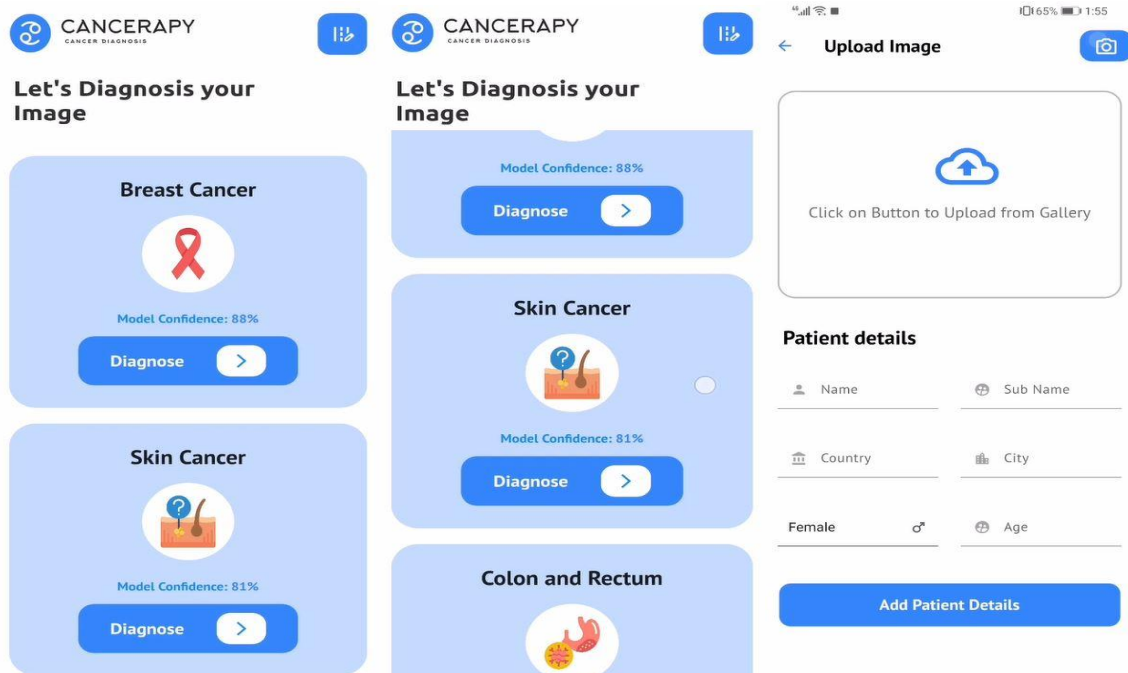 CANCERAPY
CANCER DIAGNOSIS
Let's Diagnosis your
Image
Breast Cancer
Model Confidence: 88%
Diagnose
Skin Cancer
Model Confidence: 81%
Diagnose
CANCERAPY
CANCER DIAGNOSIS
Let's Diagnosis your
Image
Model Confidence: 88%
Diagnose
Skin Cancer
?
Model Confidence: 81%
Diagnose
Colon and Rectum
65% 1:55
Upload Image
Click on Button to Upload from Gallery
Patient details
Name
Sub Name
Country
City
Female
Age
Add Patient Details